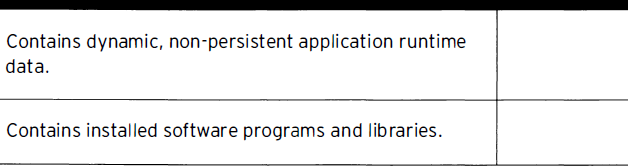 Contains dynamic, non-persistent application runtime
data.
Contains installed software programs and libraries.